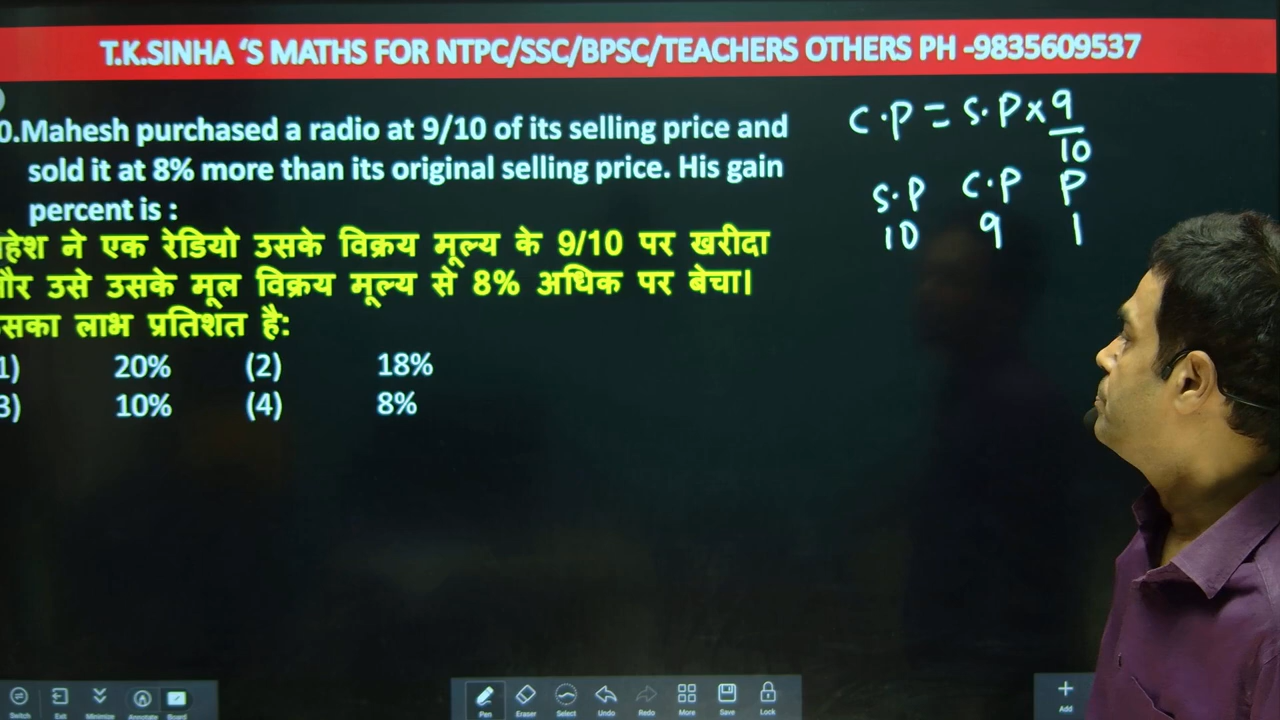 T.K.SINHA ‘S MATHS FOR NTPC/SSC/BPSC/TEACHERS OTHERS PH -9835609537
0.Mahesh purchased a radio at 9/10 of its selling price and
sold it at 8% more than its original selling price. His gain
percent is :
हेश ने एक रेडियो उसके विक्रय मूल्य के 9/10 पर खरीदा
और उसे उसके मूल विक्रय मूल्य से 8% अधिक पर बेचा।
सका लाभ प्रतिशत है:
1) 20% (2) 18%
3) 10% (4) 8%
C.P = S.P × 9/10
S.P C.P P
10 9 1
Switch Exit Minimize Annotate Board Pen Eraser Select Undo Redo More Save Lock Add